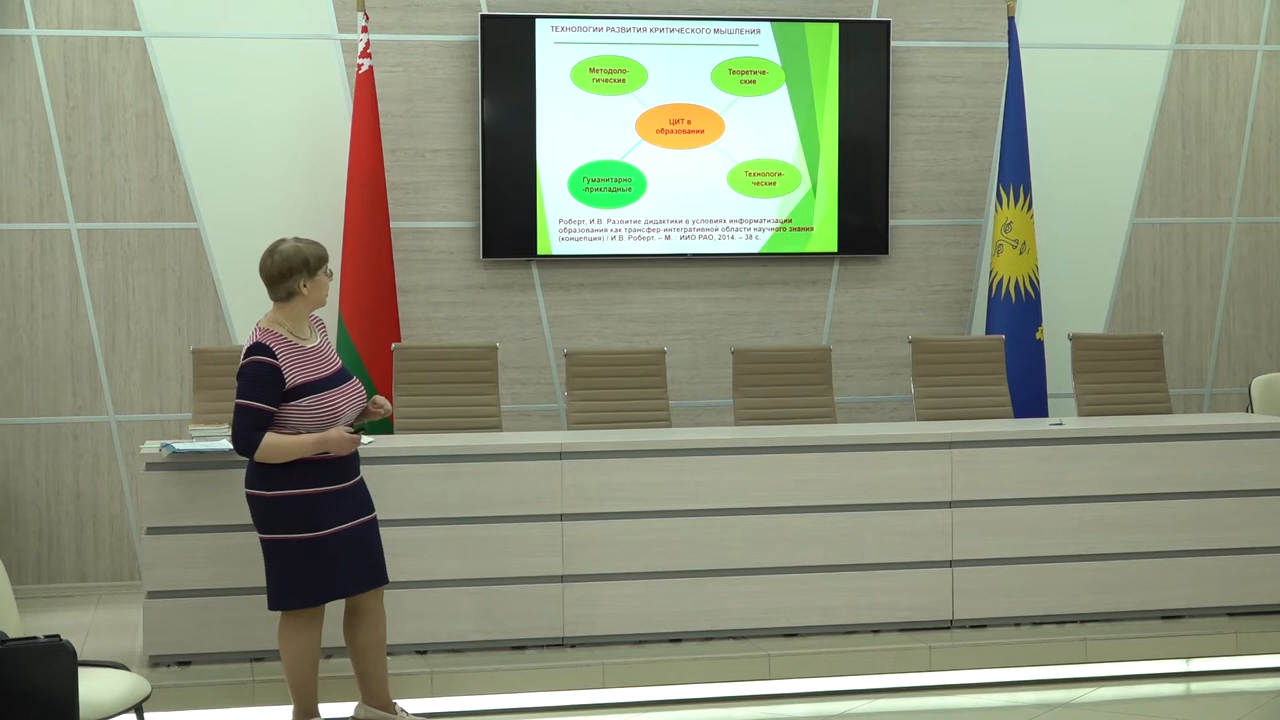 ТЕХНОЛОГИИ РАЗВИТИЯ КРИТИЧЕСКОГО МЫШЛЕНИЯ
Методоло-
гические
Теоретиче-
ские
ЦИТ в
образовании
Гуманитарно
-прикладные
Технологи-
ческие
Роберт, И.В. Развитие дидактики в условиях информатизации
образования как трансфер-интегративной области научного знания
(концепция) / И.В. Роберт. – М. : ИИО РАО, 2014. – 38 с.